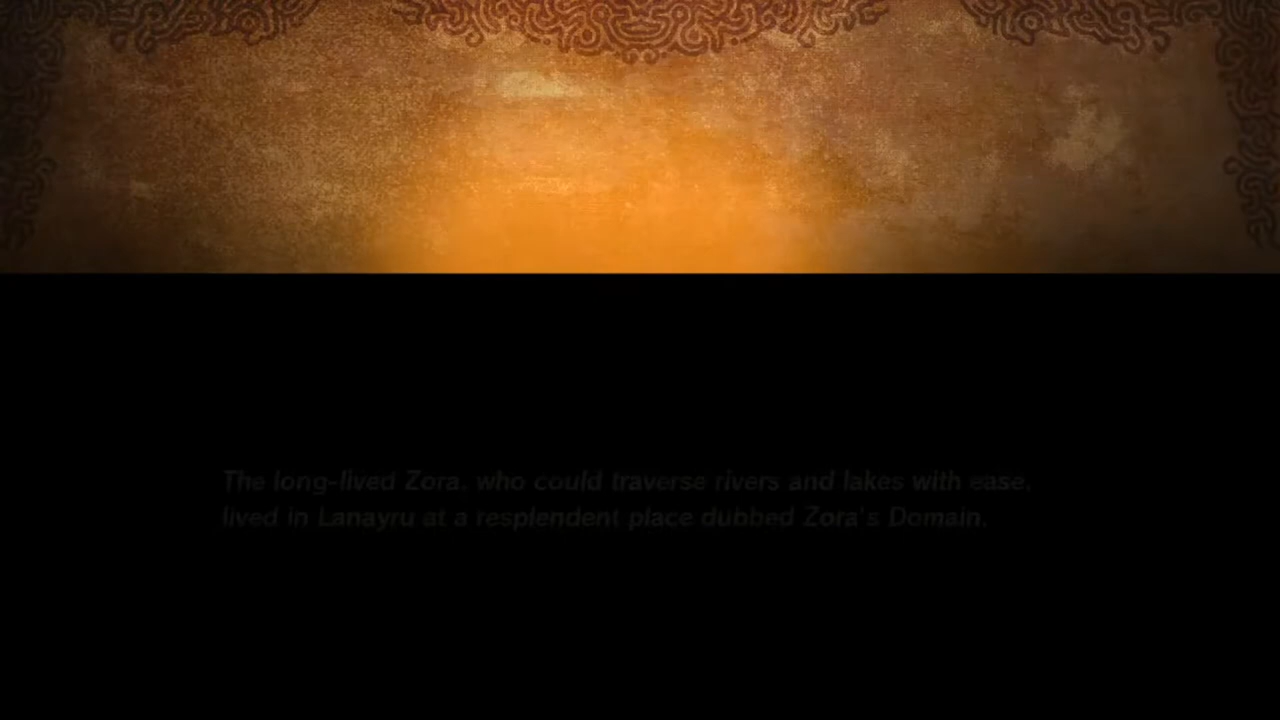 The long-lived Zora, who could traverse rivers and lakes with ease,
lived in Lanayru at a resplendent place dubbed Zora's Domain.